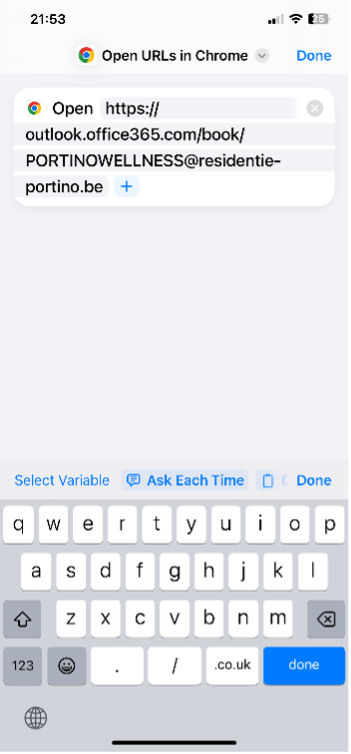 21:53
25
Open URLs in Chrome
Done
Open https://
outlook.office365.com/book/
PORTINOWELLNESS@residentie-
portino.be
Select Variable
Ask Each Time
Done
q w e r t y u i o p
a s d f g h j k l
z x c v b n m
123
. / .co.uk done